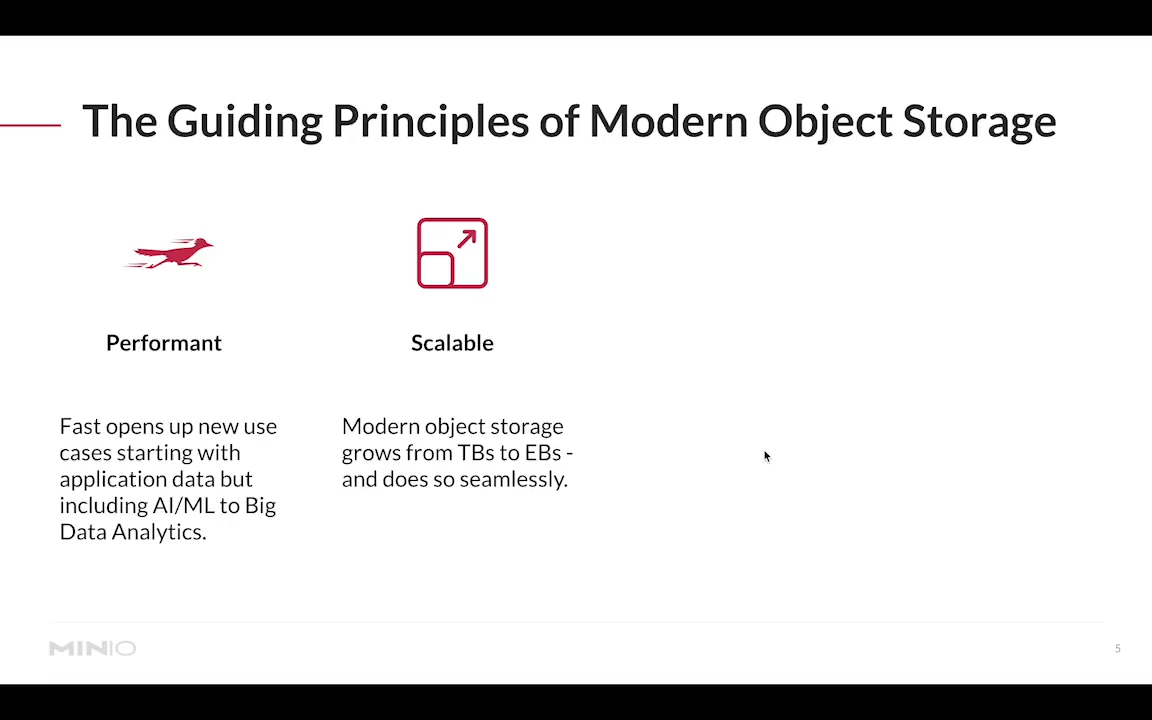 The Guiding Principles of Modern Object Storage
Performant
Scalable
Fast opens up new use
cases starting with
application data but
including AI/ML to Big
Data Analytics.
Modern object storage
grows from TBs to EBs -
and does so seamlessly.
MINIO
5